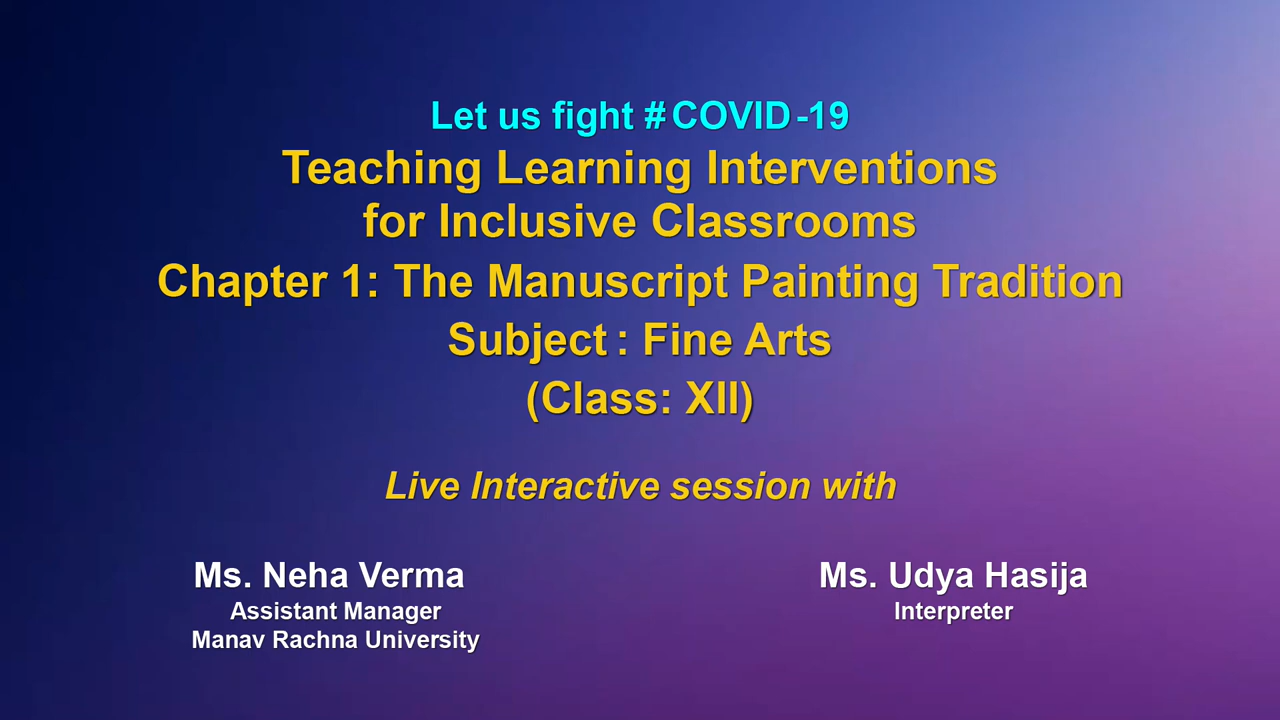 Let us fight #COVID-19
Teaching Learning Interventions
for Inclusive Classrooms
Chapter 1: The Manuscript Painting Tradition
Subject : Fine Arts
(Class: XII)
Live Interactive session with
Ms. Neha Verma
Assistant Manager
Manav Rachna University
Ms. Udya Hasija
Interpreter